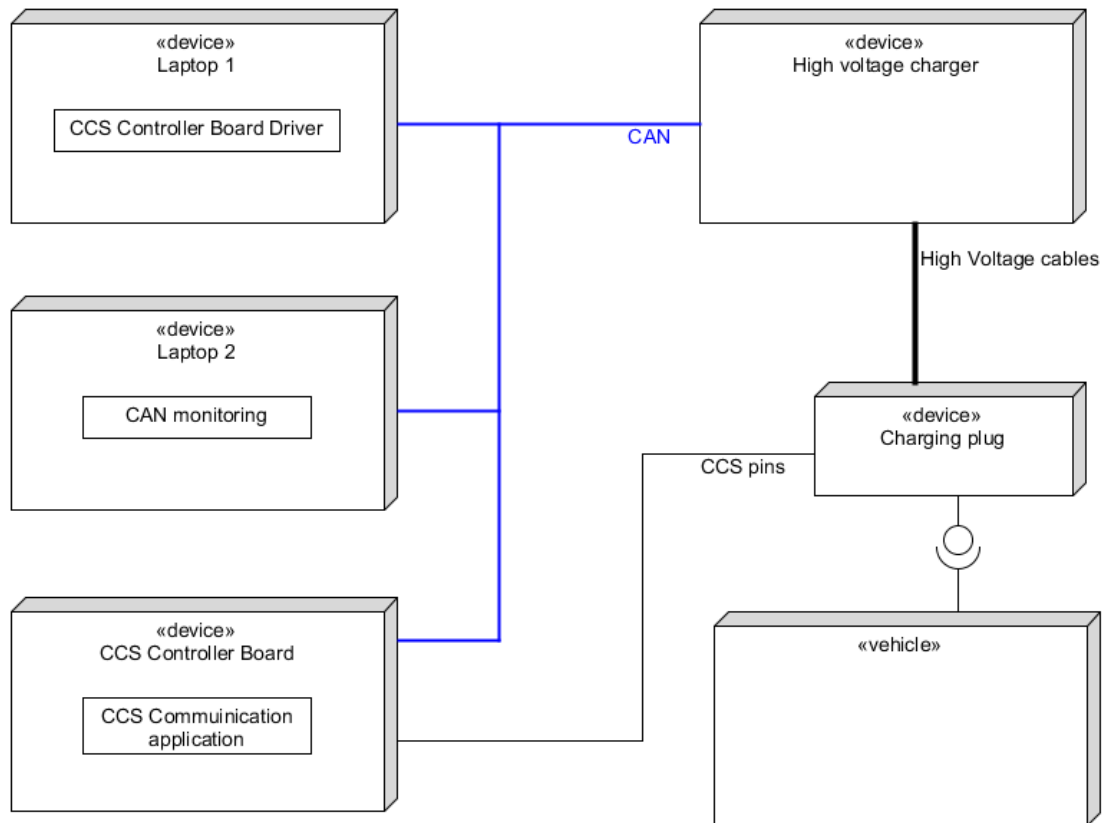 «device»
Laptop 1
CCS Controller Board Driver
«device»
High voltage charger
CAN
High Voltage cables
«device»
Laptop 2
CAN monitoring
«device»
Charging plug
CCS pins
«device»
CCS Controller Board
CCS Commuinication
application
«vehicle»